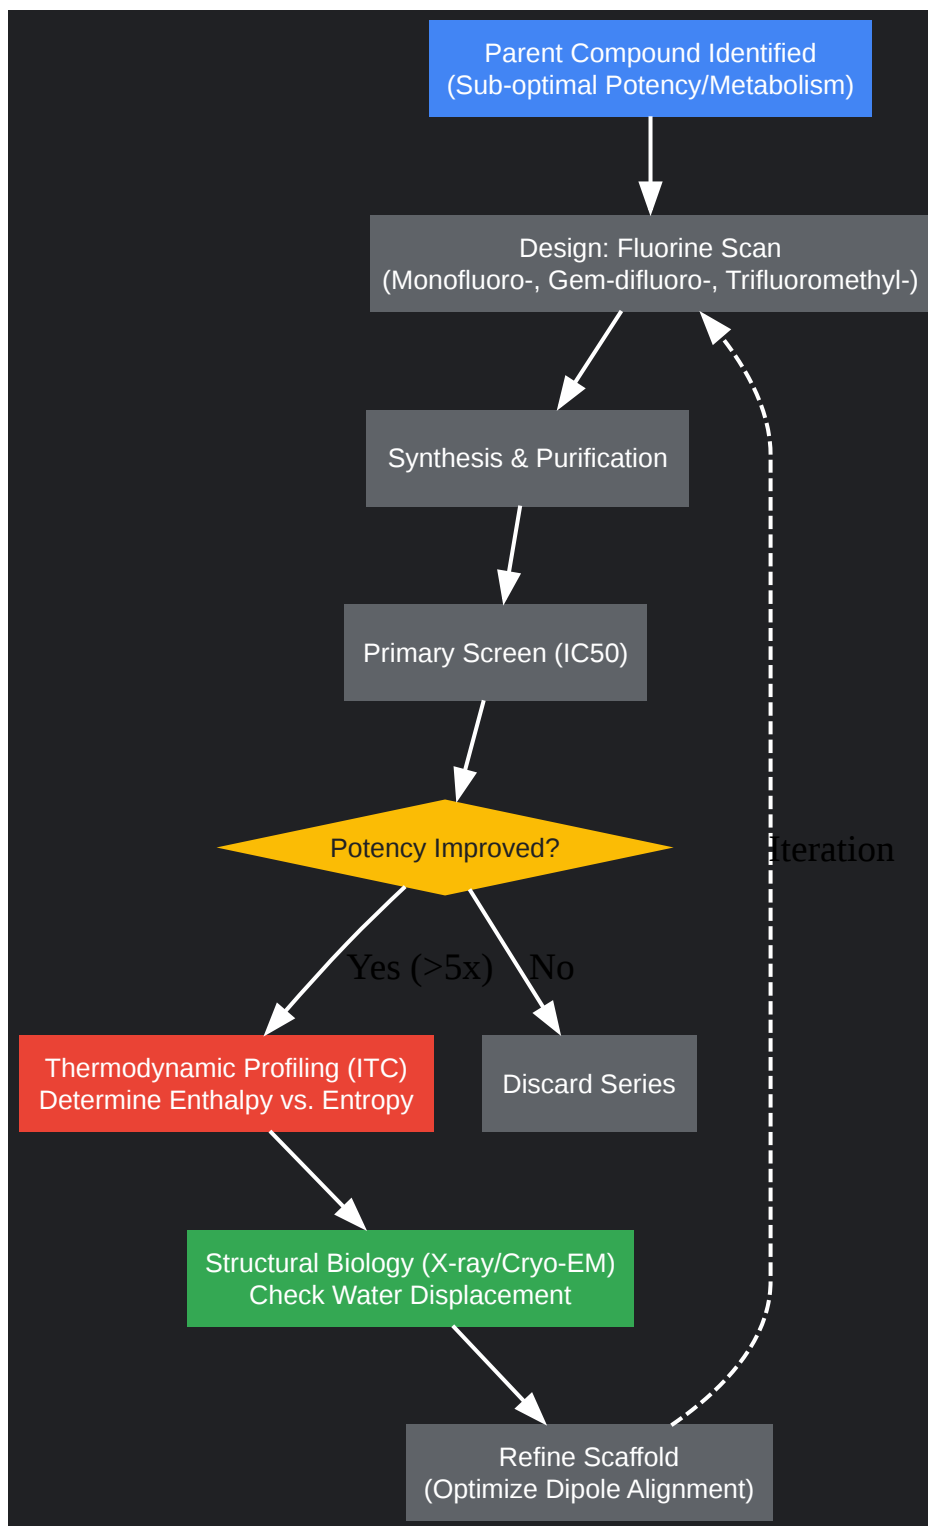 Parent Compound Identified
(Sub-optimal Potency/Metabolism)
Design: Fluorine Scan
(Monofluoro-, Gem-difluoro-, Trifluoromethyl-)
Synthesis & Purification
Primary Screen (IC50)
Potency Improved?
Iteration
Yes (>5x)
No
Thermodynamic Profiling (ITC)
Determine Enthalpy vs. Entropy
Discard Series
Structural Biology (X-ray/Cryo-EM)
Check Water Displacement
Refine Scaffold
(Optimize Dipole Alignment)